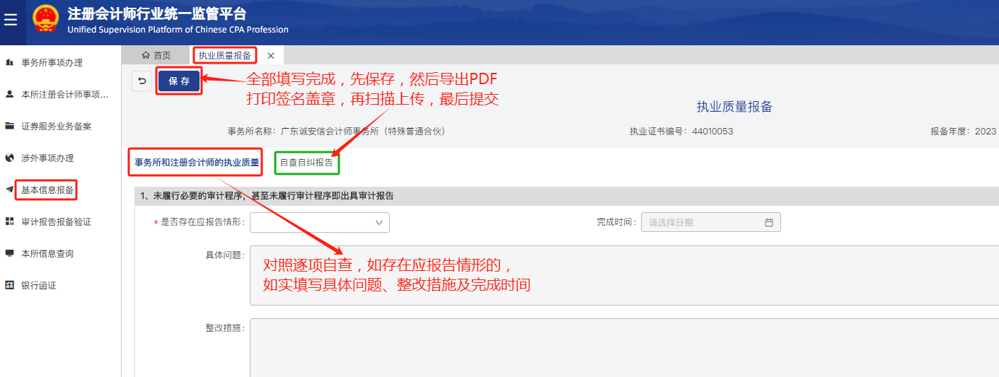 注册会计师行业统一监管平台
Unified Supervision Platform of Chinese CPA Profession
事务所事项办理
本所注册会计师事项...
证券服务业务备案
涉外事项办理
基本信息报备
审计报告报备验证
本所信息查询
银行函证
首页
执业质量报备
保存
全部填写完成，先保存，然后导出PDF
打印签名盖章，再扫描上传，最后提交
执业质量报备
事务所名称：广东诚安信会计师事务所（特殊普通合伙）
执业证书编号：44010053
报备年度：2023
事务所和注册会计师的执业质量
自查自纠报告
1、未履行必要的审计程序，甚至未履行审计程序即出具审计报告
* 是否存在应报告情形：
完成时间：
请选择日期
具体问题：
对照逐项自查，如存在应报告情形的，
如实填写具体问题、整改措施及完成时间
整改措施：